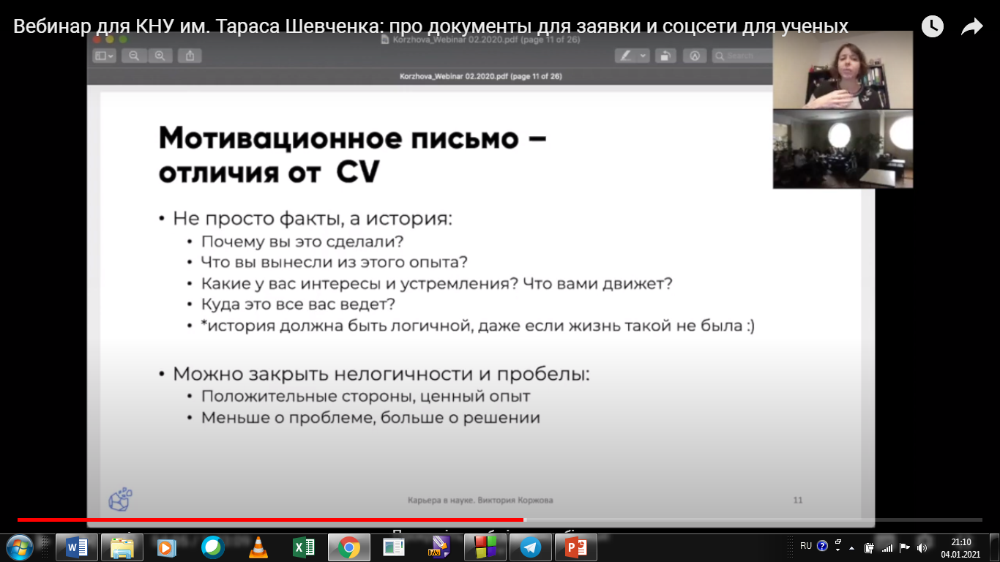 Вебинар для КНУ им. Тараса Шевченка: про документы для заявки и соцсети для ученых
Korzhova_Webinar 02.2020.pdf (page 11 of 26)
Search
Korzhova_Webinar 02.2020.pdf (page 11 of 26)
Мотивационное письмо –
отличия от CV
• Не просто факты, а история:
• Почему вы это сделали?
• Что вы вынесли из этого опыта?
• Какие у вас интересы и устремления? Что вами движет?
• Куда это все вас ведет?
• *история должна быть логичной, даже если жизнь такой не была :)
• Можно закрыть нелогичности и пробелы:
• Положительные стороны, ценный опыт
• Меньше о проблеме, больше о решении
Карьера в науке. Виктория Коржова
11
RU
21:10
04.01.2021